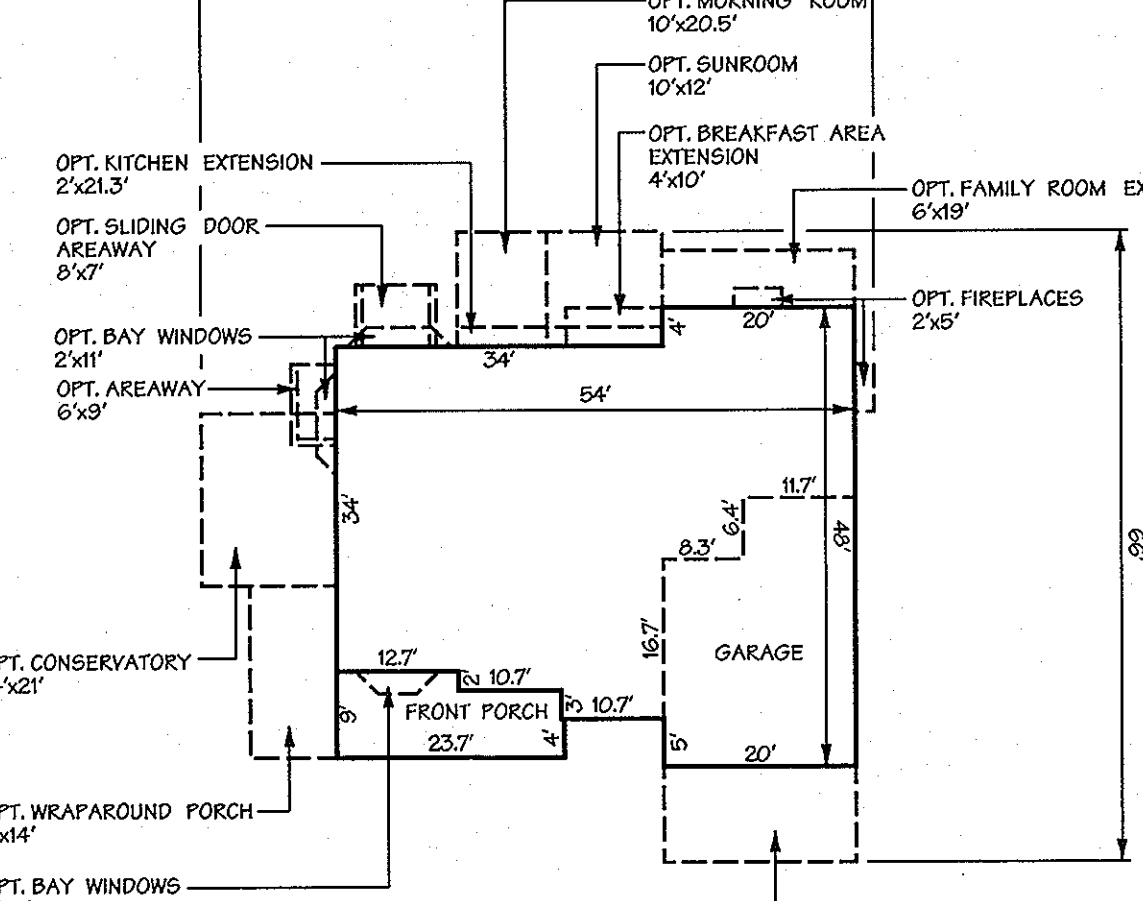 OPT. MORNING ROOM
10'x20.5'
OPT. SUNROOM
10'x12'
OPT. BREAKFAST AREA
EXTENSION
4'x10'
OPT. KITCHEN EXTENSION
2'x21.3'
OPT. FAMILY ROOM EX
6'x19'
OPT. SLIDING DOOR
AREAWAY
8'x7'
OPT. FIREPLACES
2'x5'
OPT. BAY WINDOWS
2'x11'
OPT. AREAWAY
6'x9'
20'
4'
34'
54'
11.7'
6.4'
8.3'
48'
34'
66'
16.7'
GARAGE
PT. CONSERVATORY
'x21'
12.7'
2'
10.7'
3'
10.7'
FRONT PORCH
9'
23.7'
4'
5'
20'
PT. WRAPAROUND PORCH
x14'
PT. BAY WINDOWS